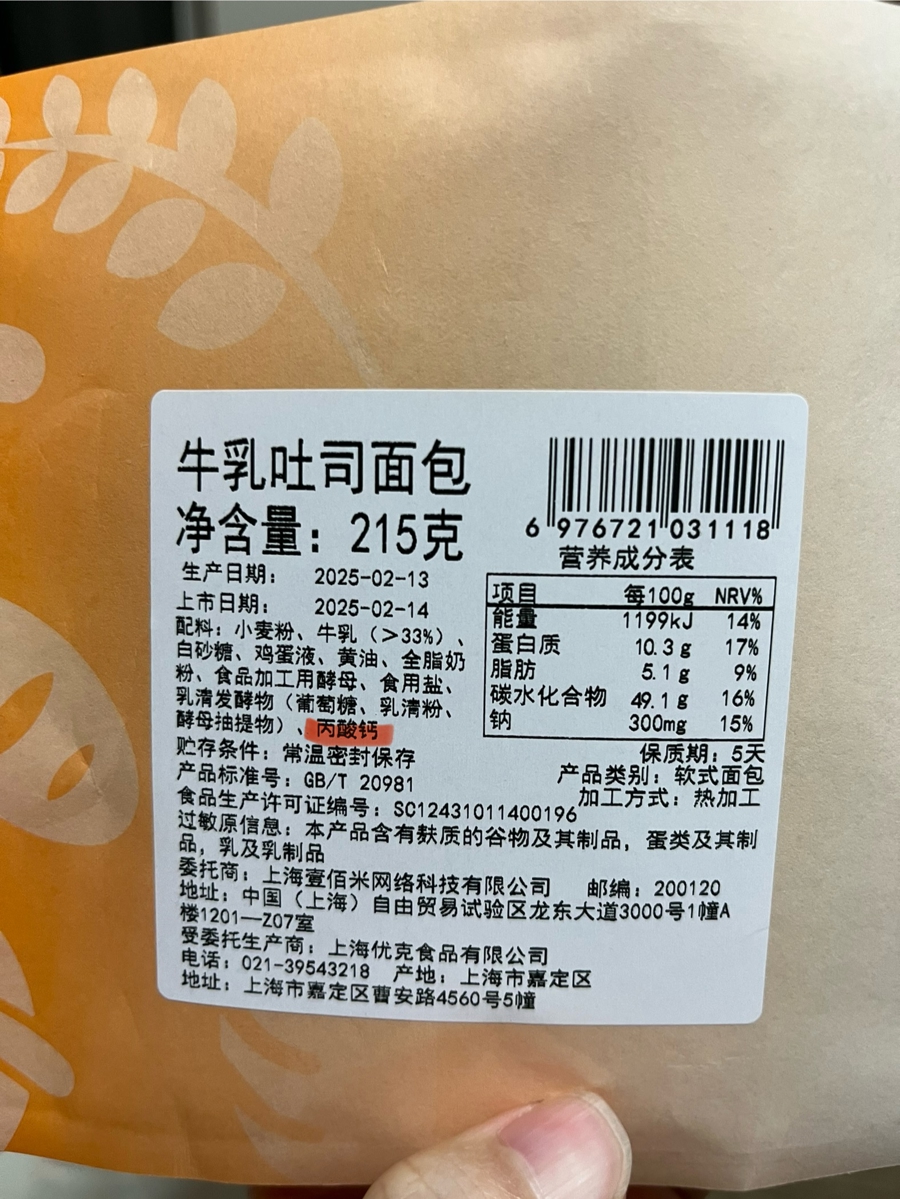 牛乳吐司面包
净含量：215克
6 976721 031118
生产日期： 2025-02-13
上市日期： 2025-02-14
配料：小麦粉、牛乳（＞33%）、
白砂糖、鸡蛋液、黄油、全脂奶
粉、食品加工用酵母、食用盐、
乳清发酵物（葡萄糖、乳清粉、
酵母抽提物）、丙酸钙
贮存条件：常温密封保存
产品标准号：GB/T 20981
食品生产许可证编号：SC12431011400196
营养成分表
项目 每100g NRV%
能量 1199kJ 14%
蛋白质 10.3 g 17%
脂肪 5.1 g 9%
碳水化合物 49.1 g 16%
钠 300mg 15%
保质期：5天
产品类别：软式面包
加工方式：热加工
过敏原信息：本产品含有麸质的谷物及其制品，蛋类及其制
品，乳及乳制品
委托商：上海壹佰米网络科技有限公司 邮编：200120
地址：中国（上海）自由贸易试验区龙东大道3000号1幢A
楼1201—Z07室
受委托生产商：上海优克食品有限公司
电话：021-39543218 产地：上海市嘉定区
地址：上海市嘉定区曹安路4560号5幢